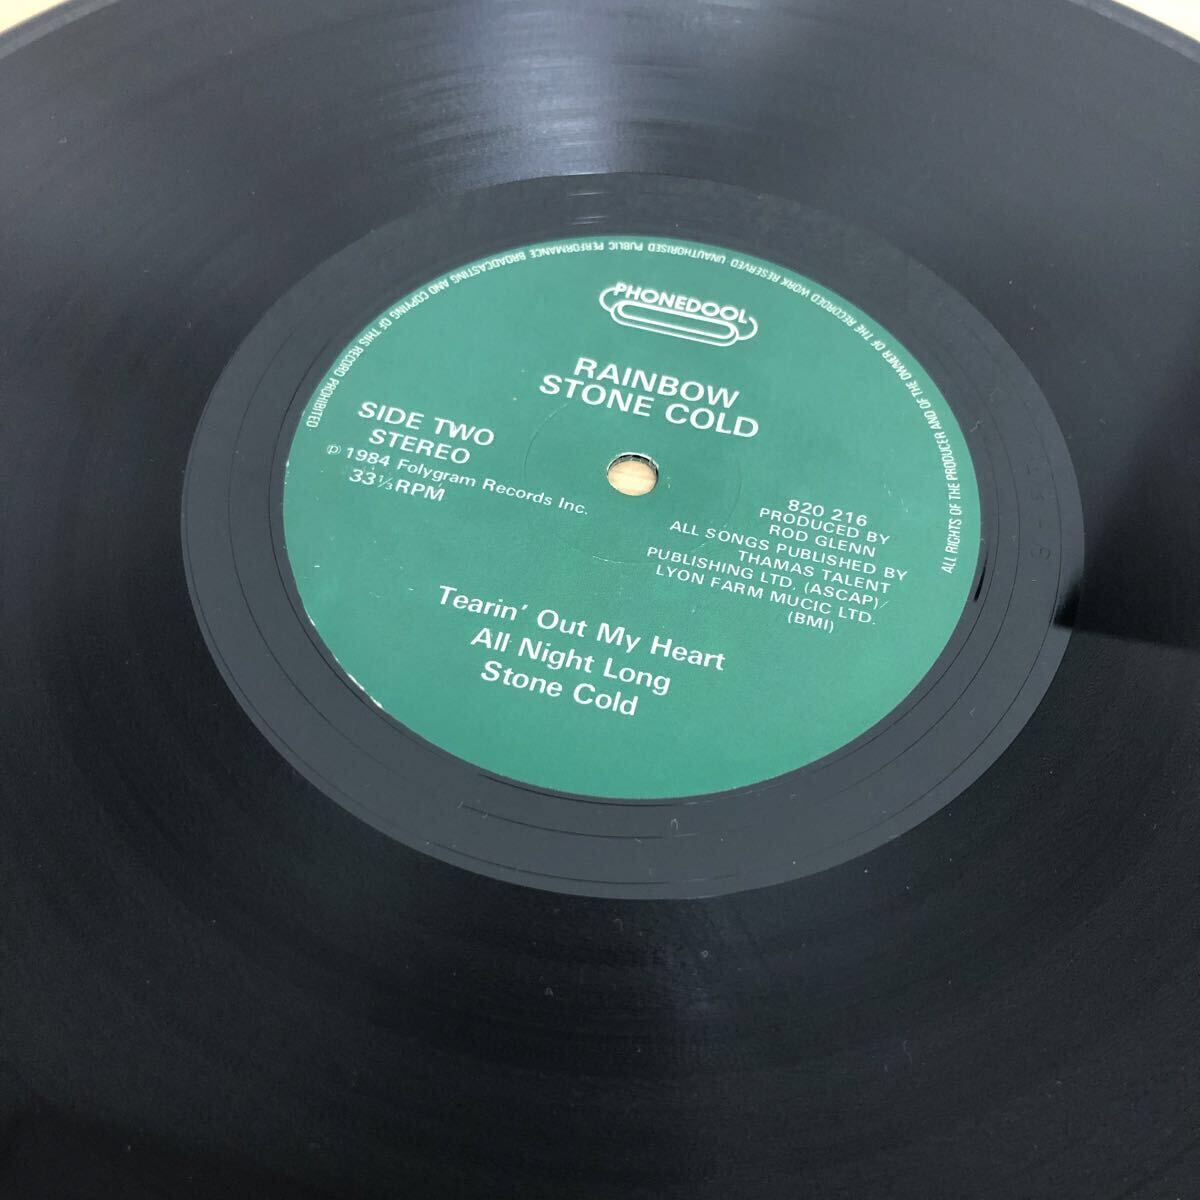 PHONEDOOL
RAINBOW
STONE COLD
SIDE TWO
STEREO
℗ 1984 Folygram Records Inc.
33⅓ RPM
820 216
PRODUCED BY
ROD GLENN
ALL SONGS PUBLISHED BY
THAMAS TALENT
PUBLISHING LTD, (ASCAP)/
LYON FARM MUCIC LTD.
(BMI)
Tearin' Out My Heart
All Night Long
Stone Cold
ALL RIGHTS OF THE PRODUCER AND OF THE OWNER OF THE RECORDED WORK RESERVED UNAUTHORISED PUBLIC PERFORMANCE BROADCASTING AND COPYING OF THIS RECORD PROHIBITED